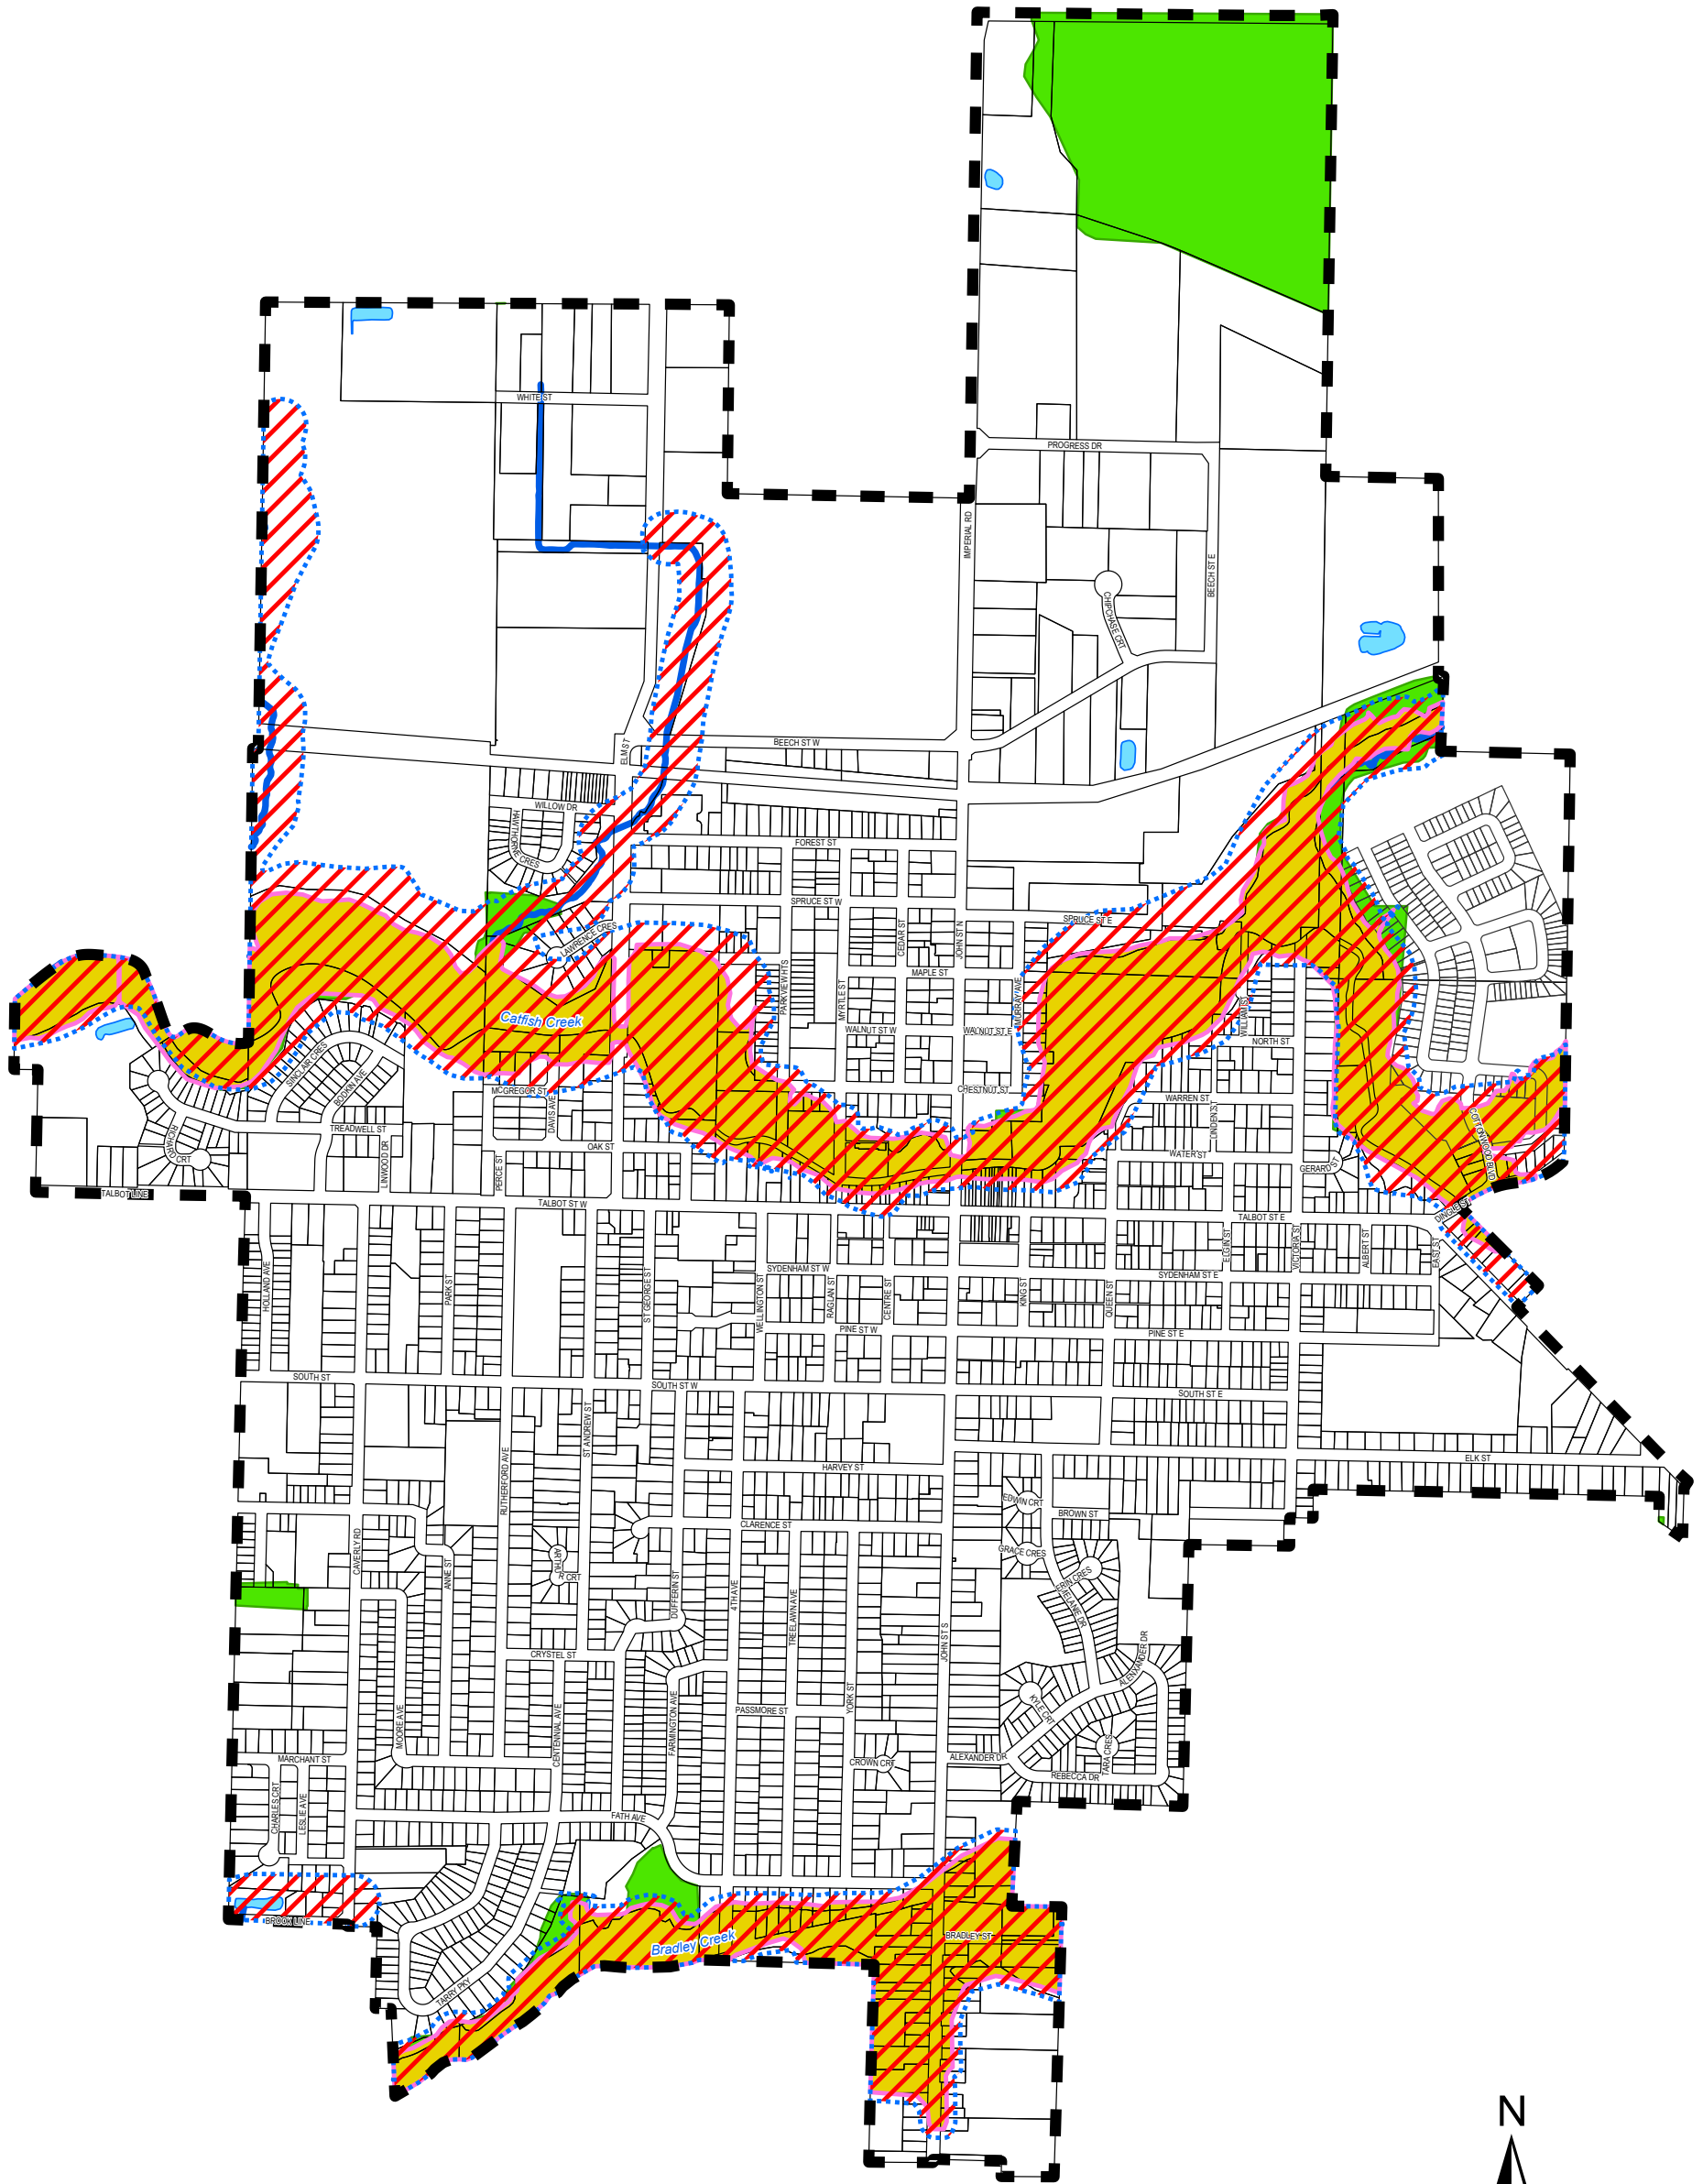 WHITE ST
PROGRESS DR
IMPERIAL RD
BEECH ST E
CHIPCHASE CRT
ELM ST
BEECH ST W
WILLOW DR
HAWTHORNE CRES
FOREST ST
SPRUCE ST W
SPRUCE ST E
LAWRENCE CRES
CEDAR ST
JOHN ST N
MAPLE ST
PARKVIEW HTS
MYRTLE ST
MURRAY AVE
WILLIAM ST
Catfish Creek
WALNUT ST W
WALNUT ST E
NORTH ST
SINCLAIR CRES
BODKIN AVE
MCGREGOR ST
CHESTNUT ST
WARREN ST
DAVIS AVE
LINDEN ST
COTTONWOOD BLVD
RICHARD CRT
TREADWELL ST
LINWOOD DR
OAK ST
PERCE ST
WATER ST
GERARD ST
TALBOT LINE
TALBOT ST W
TALBOT ST E
DINGLE ST
HOLLAND AVE
PARK ST
ST GEORGE ST
WELLINGTON ST
SYDENHAM ST W
RAGLAN ST
CENTRE ST
KING ST
QUEEN ST
SYDENHAM ST E
ELGIN ST
VICTORIA ST
ALBERT ST
EAST ST
PINE ST W
PINE ST E
SOUTH ST
SOUTH ST W
SOUTH ST E
ST ANDREW ST
RUTHERFORD AVE
HARVEY ST
ELK ST
EDWIN CRT
BROWN ST
CLARENCE ST
GRACE CRES
CAVERLY RD
ANNE ST
ARTHUR CRT
ERIN CRES
MELANIE DR
DUFFERIN ST
4TH AVE
TREELAWN AVE
JOHN ST S
CRYSTEL ST
ALENXANDER DR
KYLE CRT
MOORE AVE
CENTENNIAL AVE
FARMINGTON AVE
PASSMORE ST
YORK ST
TARA CRES
MARCHANT ST
CROWN CRT
ALEXANDER DR
REBECCA DR
CHARLES CRT
LESLIE AVE
FATH AVE
BROOK LINE
Bradley Creek
BRADLEY ST
TARRY PKY
N